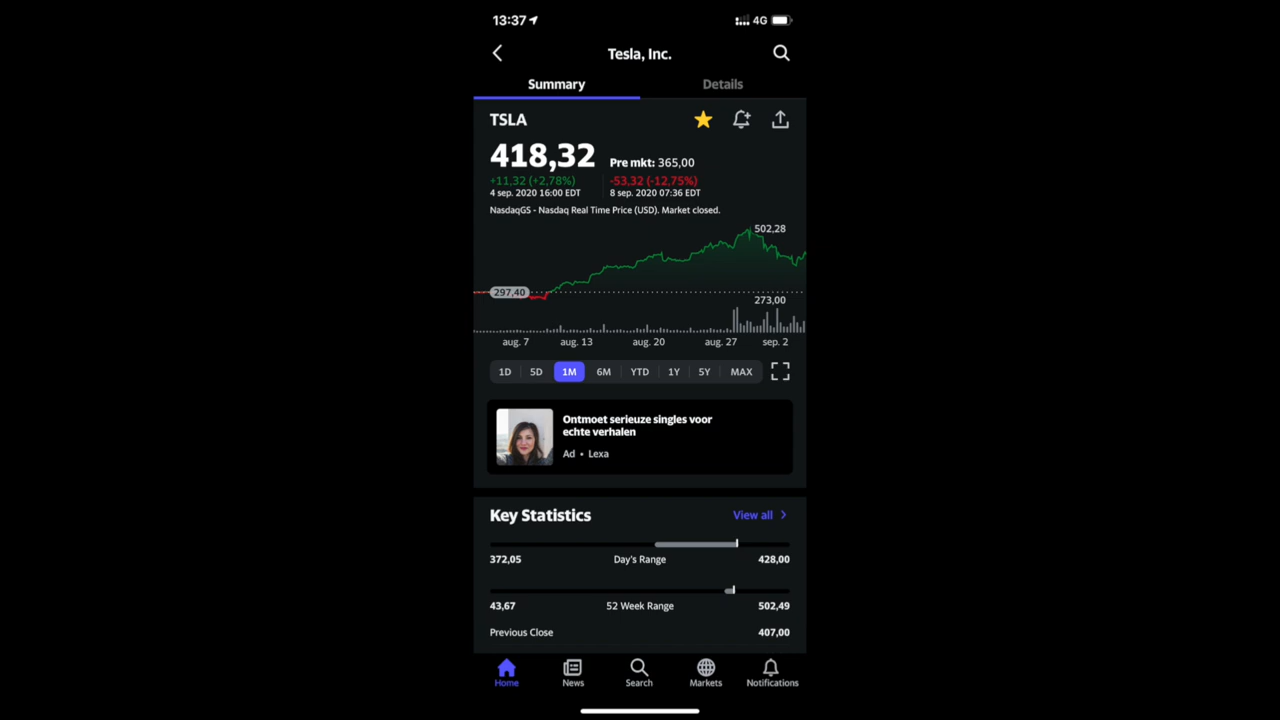 13:37
4G
Tesla, Inc.
Summary
Details
TSLA
418,32
Pre mkt: 365,00
+11,32 (+2,78%)
-53,32 (-12,75%)
4 sep. 2020 16:00 EDT
8 sep. 2020 07:36 EDT
NasdaqGS - Nasdaq Real Time Price (USD). Market closed.
502,28
297,40
273,00
aug. 7 aug. 13 aug. 20 aug. 27 sep. 2
1D 5D 1M 6M YTD 1Y 5Y MAX
Ontmoet serieuze singles voor
echte verhalen
Ad • Lexa
Key Statistics
View all
372,05 Day's Range 428,00
43,67 52 Week Range 502,49
Previous Close 407,00
Home News Search Markets Notifications